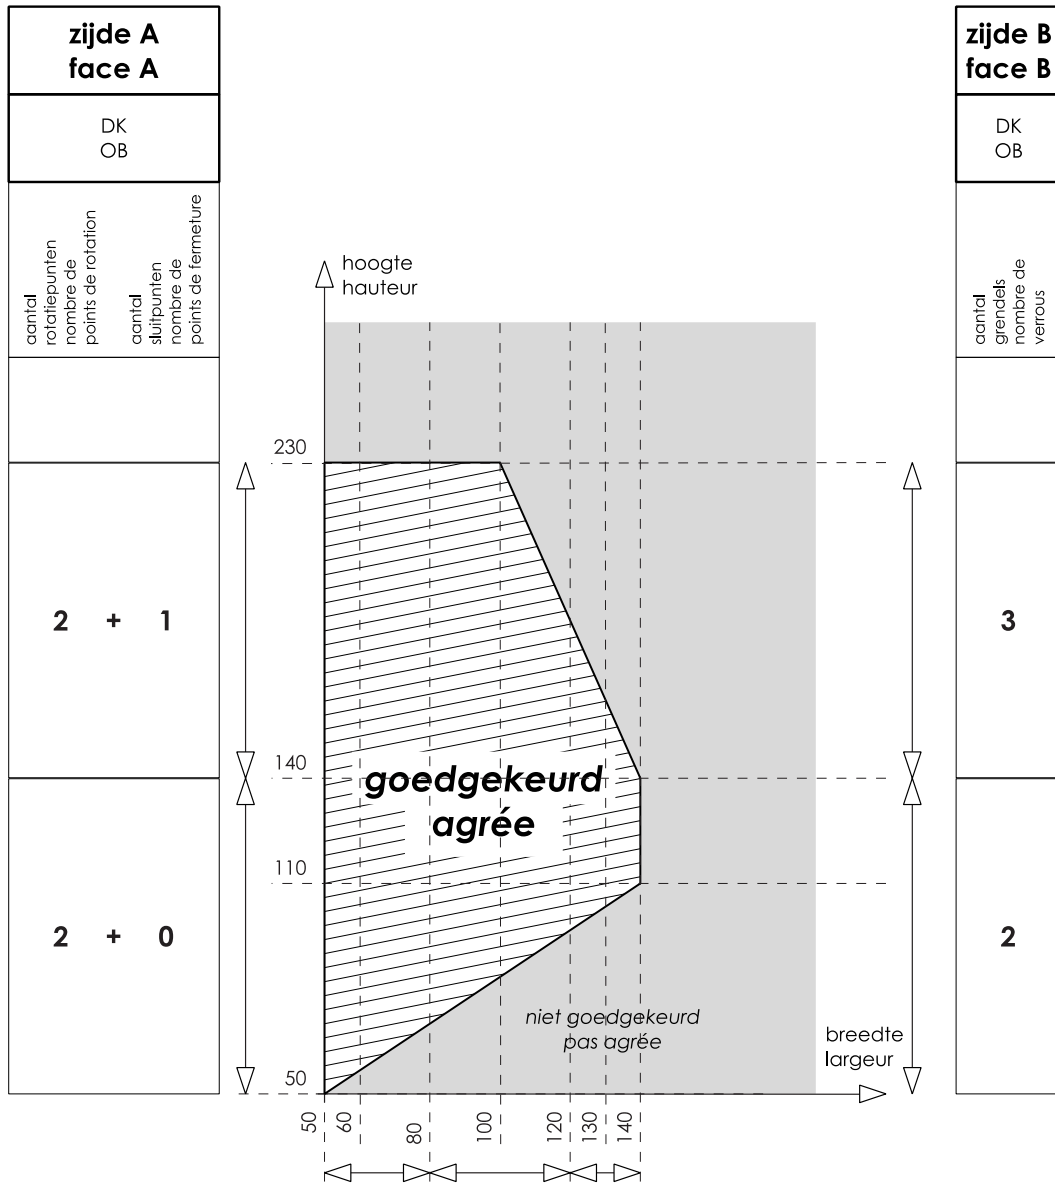 zijde A
face A
DK
OB
aantal
rotatiepunten
nombre de
points de rotation
aantal
sluitpunten
nombre de
points de fermeture
zijde B
face B
DK
OB
aantal
grendels
nombre de
verrous
hoogte
hauteur
230
2 + 1
3
140
goedgekeurd
agrée
110
2 + 0
2
niet goedgekeurd
pas agrée
breedte
largeur
50
50
60
80
100
120
130
140